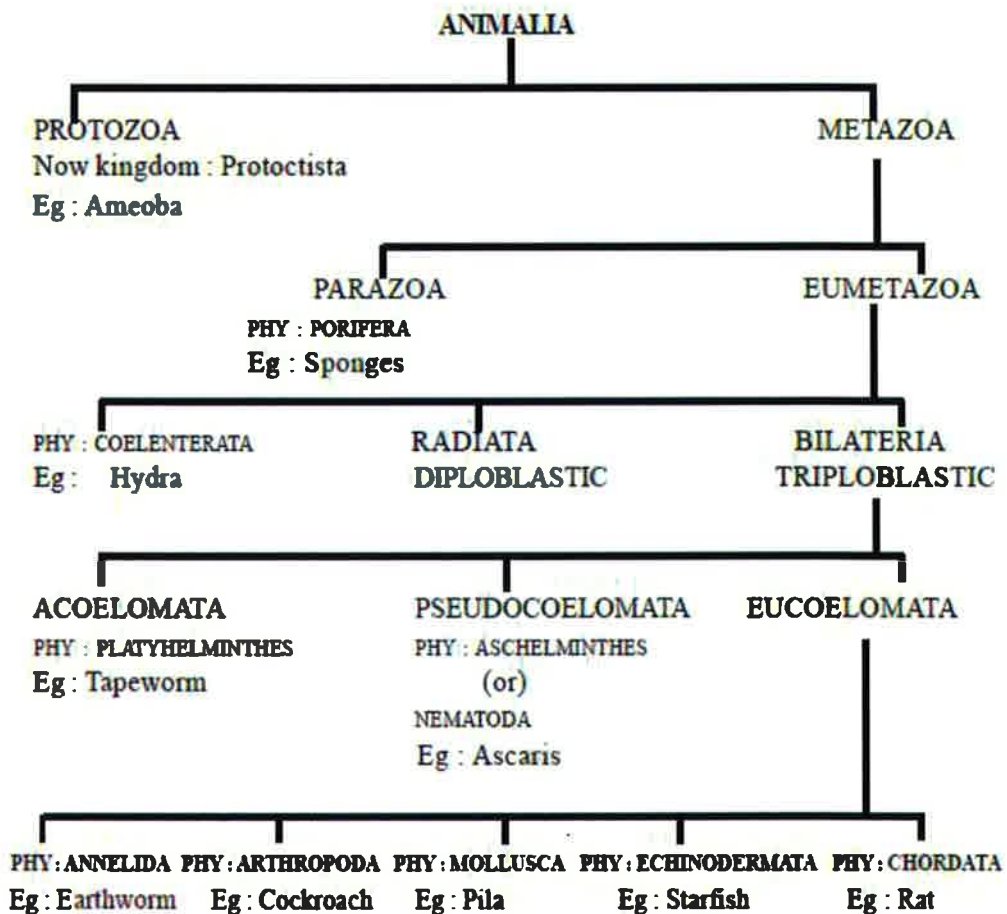 ANIMALIA
PROTOZOA
Now kingdom : Protoctista
Eg : Ameoba
METAZOA
PARAZOA
PHY : PORIFERA
Eg : Sponges
EUMETAZOA
PHY : COELENTERATA
Eg : Hydra
RADIATA
DIPLOBLASTIC
BILATERIA
TRIPLOBLASTIC
ACOELOMATA
PHY : PLATYHELMINTHES
Eg : Tapeworm
PSEUDOCOELOMATA
PHY : ASCHELMINTHES
(or)
NEMATODA
Eg : Ascaris
EUCOELOMATA
PHY : ANNELIDA
Eg : Earthworm
PHY : ARTHROPODA
Eg : Cockroach
PHY : MOLLUSCA
Eg : Pila
PHY : ECHINODERMATA
Eg : Starfish
PHY : CHORDATA
Eg : Rat